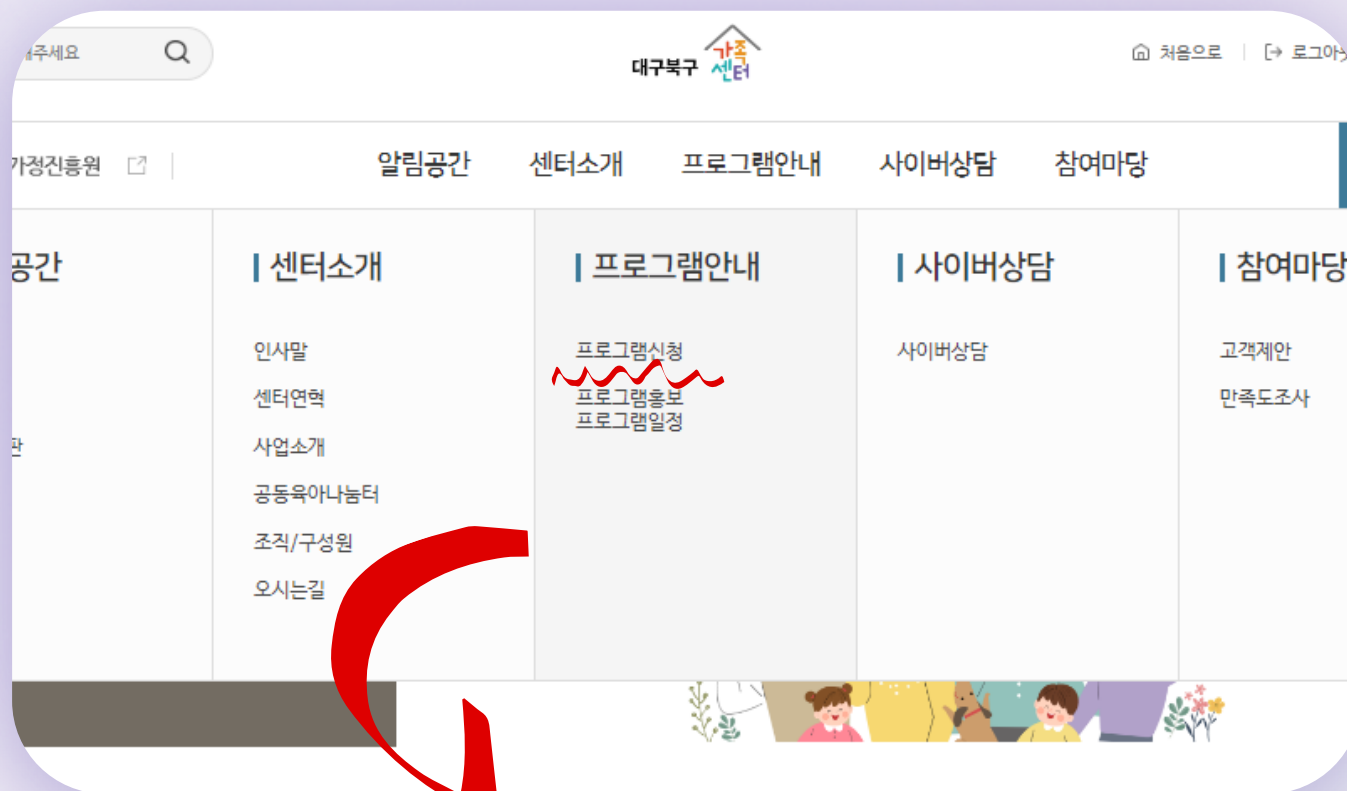 해주세요
대구북구 가족센터
처음으로
로그아웃
가정진흥원
알림공간 센터소개 프로그램안내 사이버상담 참여마당
공간
센터소개
인사말
센터연혁
사업소개
공동육아나눔터
조직/구성원
오시는길
프로그램안내
프로그램신청
프로그램홍보
프로그램일정
사이버상담
사이버상담
참여마당
고객제안
만족도조사